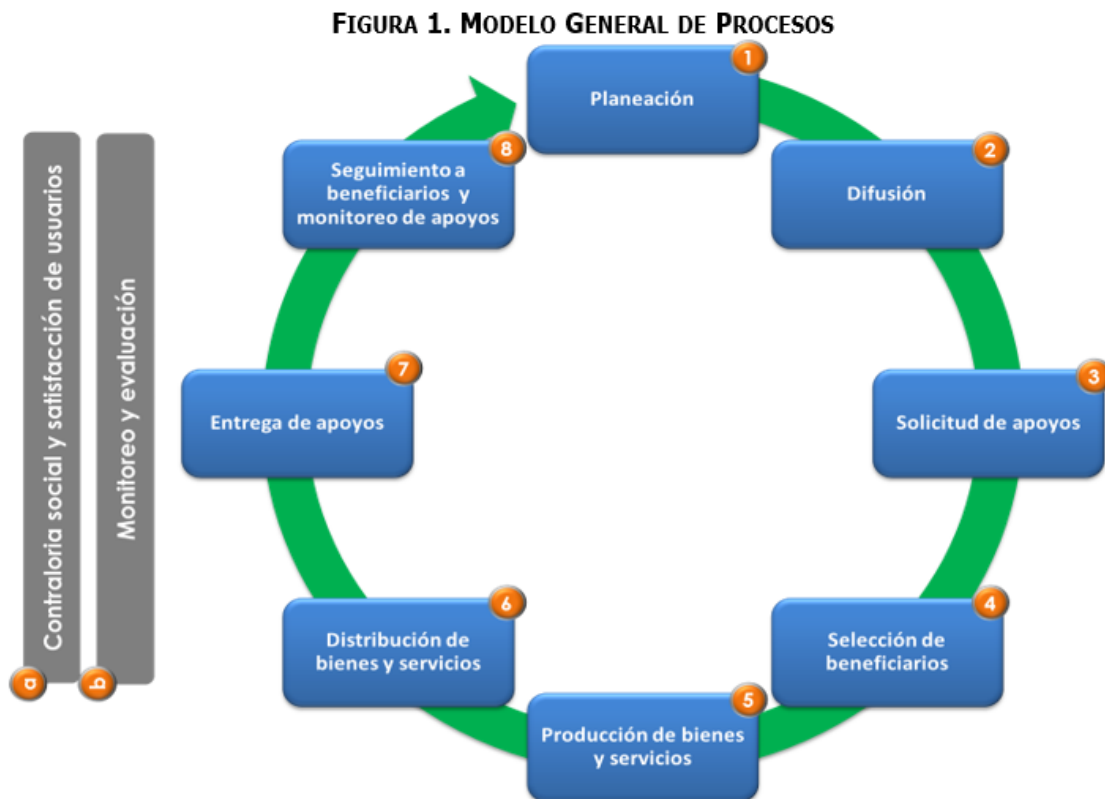 FIGURA 1. MODELO GENERAL DE PROCESOS
1
Planeación
2
Difusión
3
Solicitud de apoyos
4
Selección de
beneficiarios
5
Producción de bienes
y servicios
6
Distribución de
bienes y servicios
7
Entrega de apoyos
8
Seguimiento a
beneficiarios y
monitoreo de apoyos
a
Contraloria social y satisfacción de usuarios
b
Monitoreo y evaluación